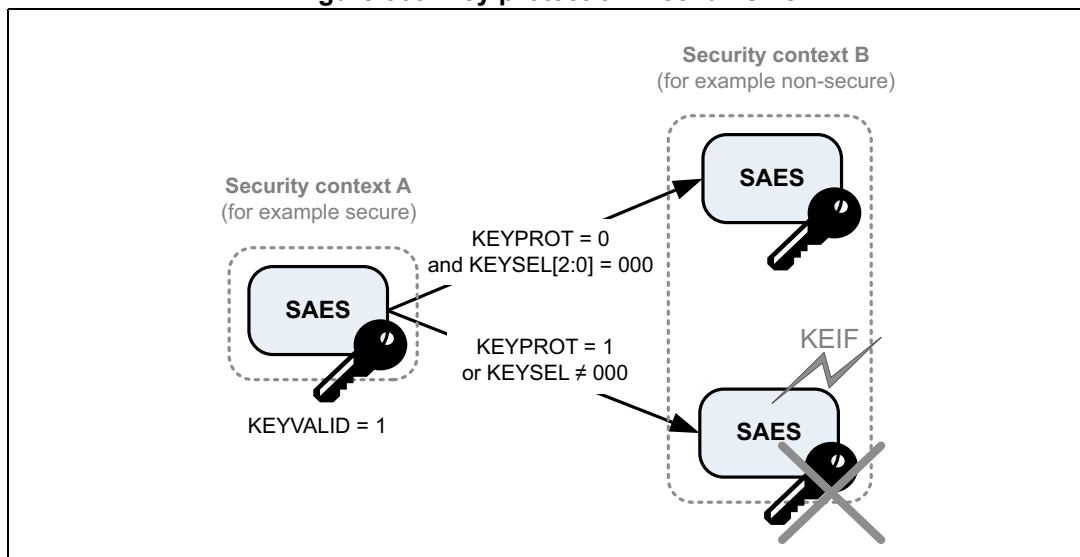 Security context B
(for example non-secure)
SAES
Security context A
(for example secure)
KEYPROT = 0
and KEYSEL[2:0] = 000
SAES
KEYPROT = 1
or KEYSEL ≠ 000
KEIF
KEYVALID = 1
SAES